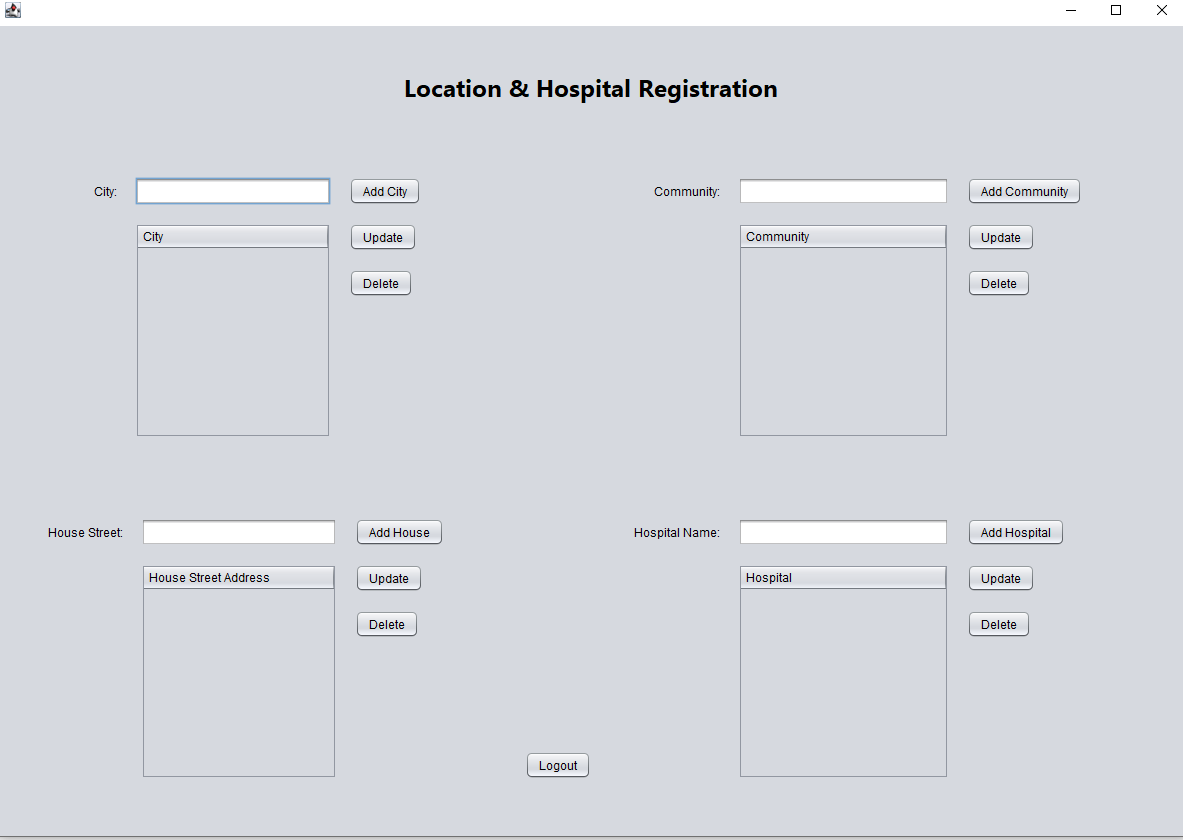 Location & Hospital Registration
City:
Add City
Community:
Add Community
City
Update
Community
Update
Delete
Delete
House Street:
Add House
Hospital Name:
Add Hospital
House Street Address
Update
Hospital
Update
Delete
Delete
Logout